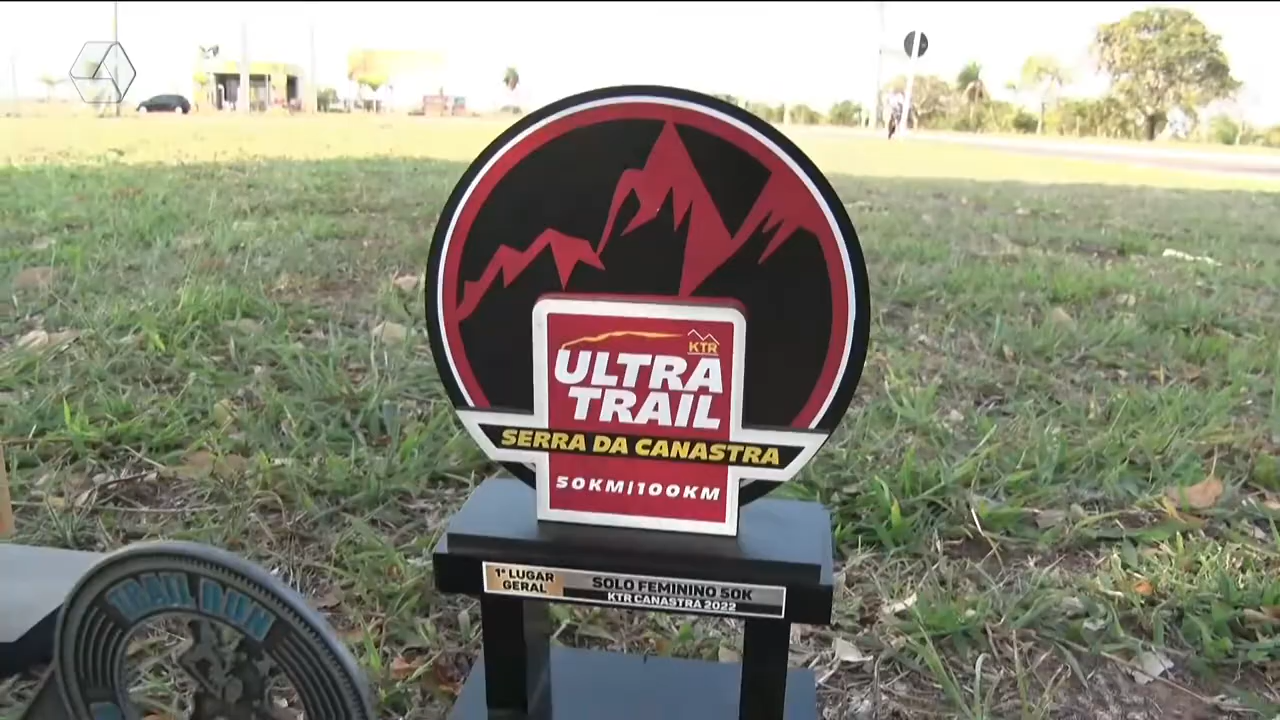 KTR
ULTRA
TRAIL
SERRA DA CANASTRA
50KM|100KM
1º LUGAR
GERAL
SOLO FEMININO 50K
KTR CANASTRA 2022
TRAIL RUN